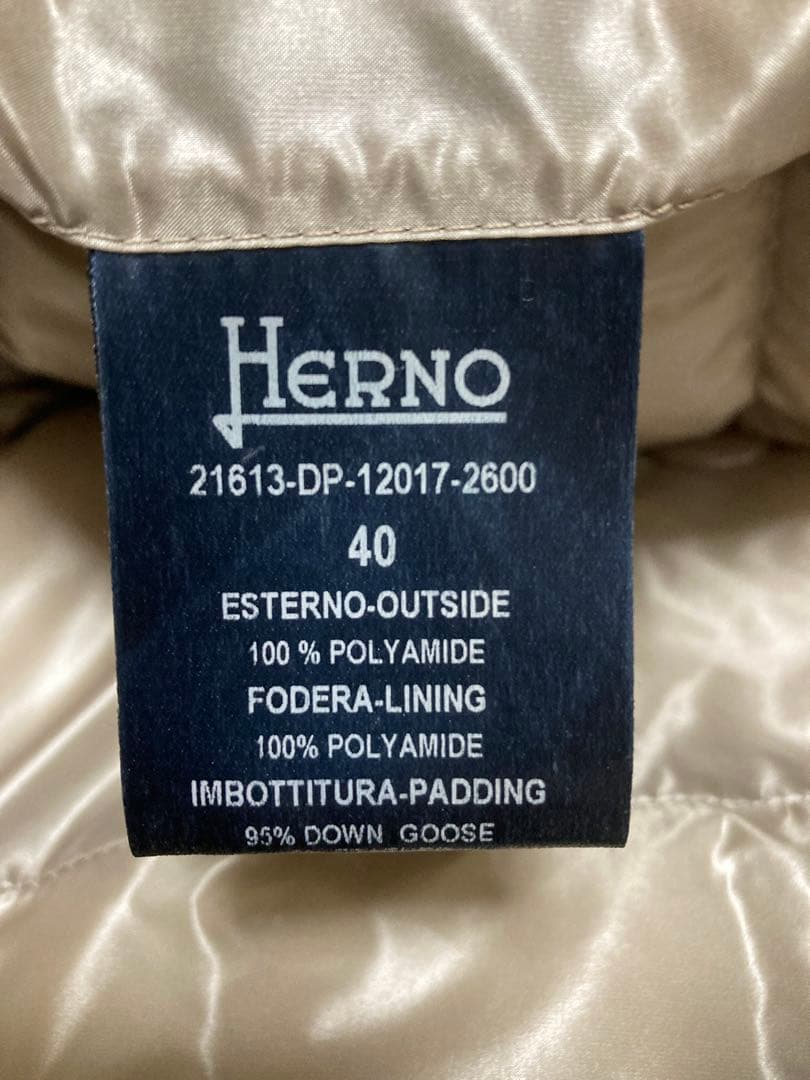 HERNO
21613-DP-12017-2600
40
ESTERNO-OUTSIDE
100 % POLYAMIDE
FODERA-LINING
100% POLYAMIDE
IMBOTTITURA-PADDING
95% DOWN GOOSE